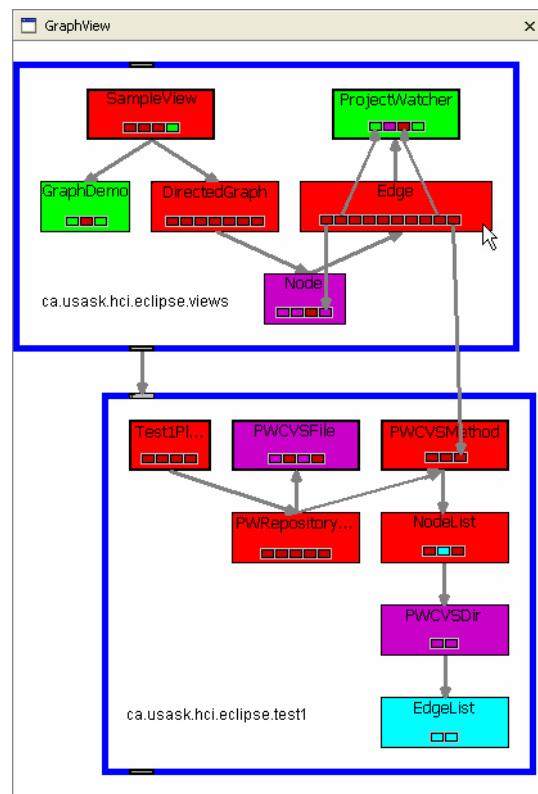 GraphView
SampleView
ProjectWatcher
GraphDemo
DirectedGraph
Edge
Node
ca.usask.hci.eclipse.views
Test1Pl...
PWCVSFile
PWCVSMethod
PWRepository...
NodeList
PWCVSDir
EdgeList
ca.usask.hci.eclipse.test1